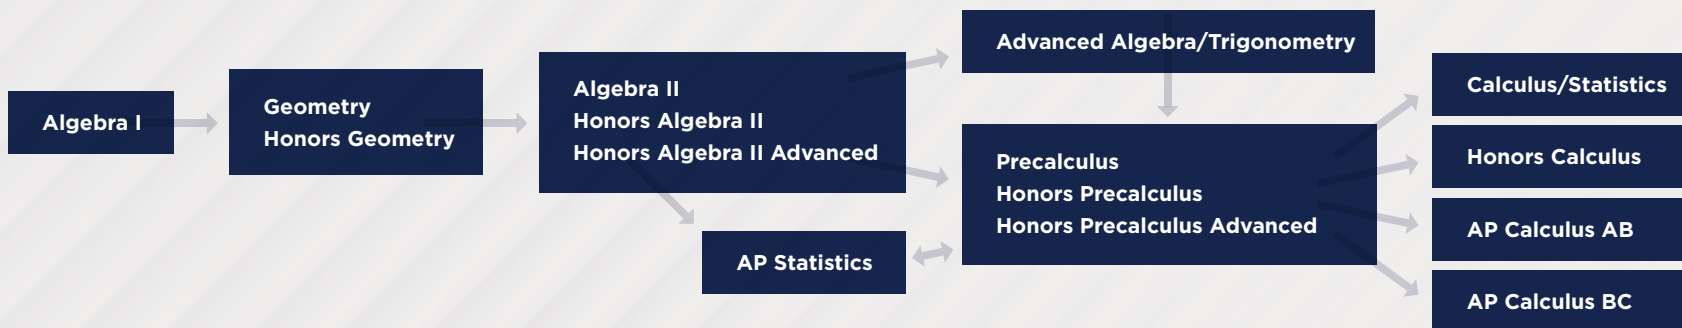 Algebra I
Geometry
Honors Geometry
Algebra II
Honors Algebra II
Honors Algebra II Advanced
AP Statistics
Advanced Algebra/Trigonometry
Precalculus
Honors Precalculus
Honors Precalculus Advanced
Calculus/Statistics
Honors Calculus
AP Calculus AB
AP Calculus BC